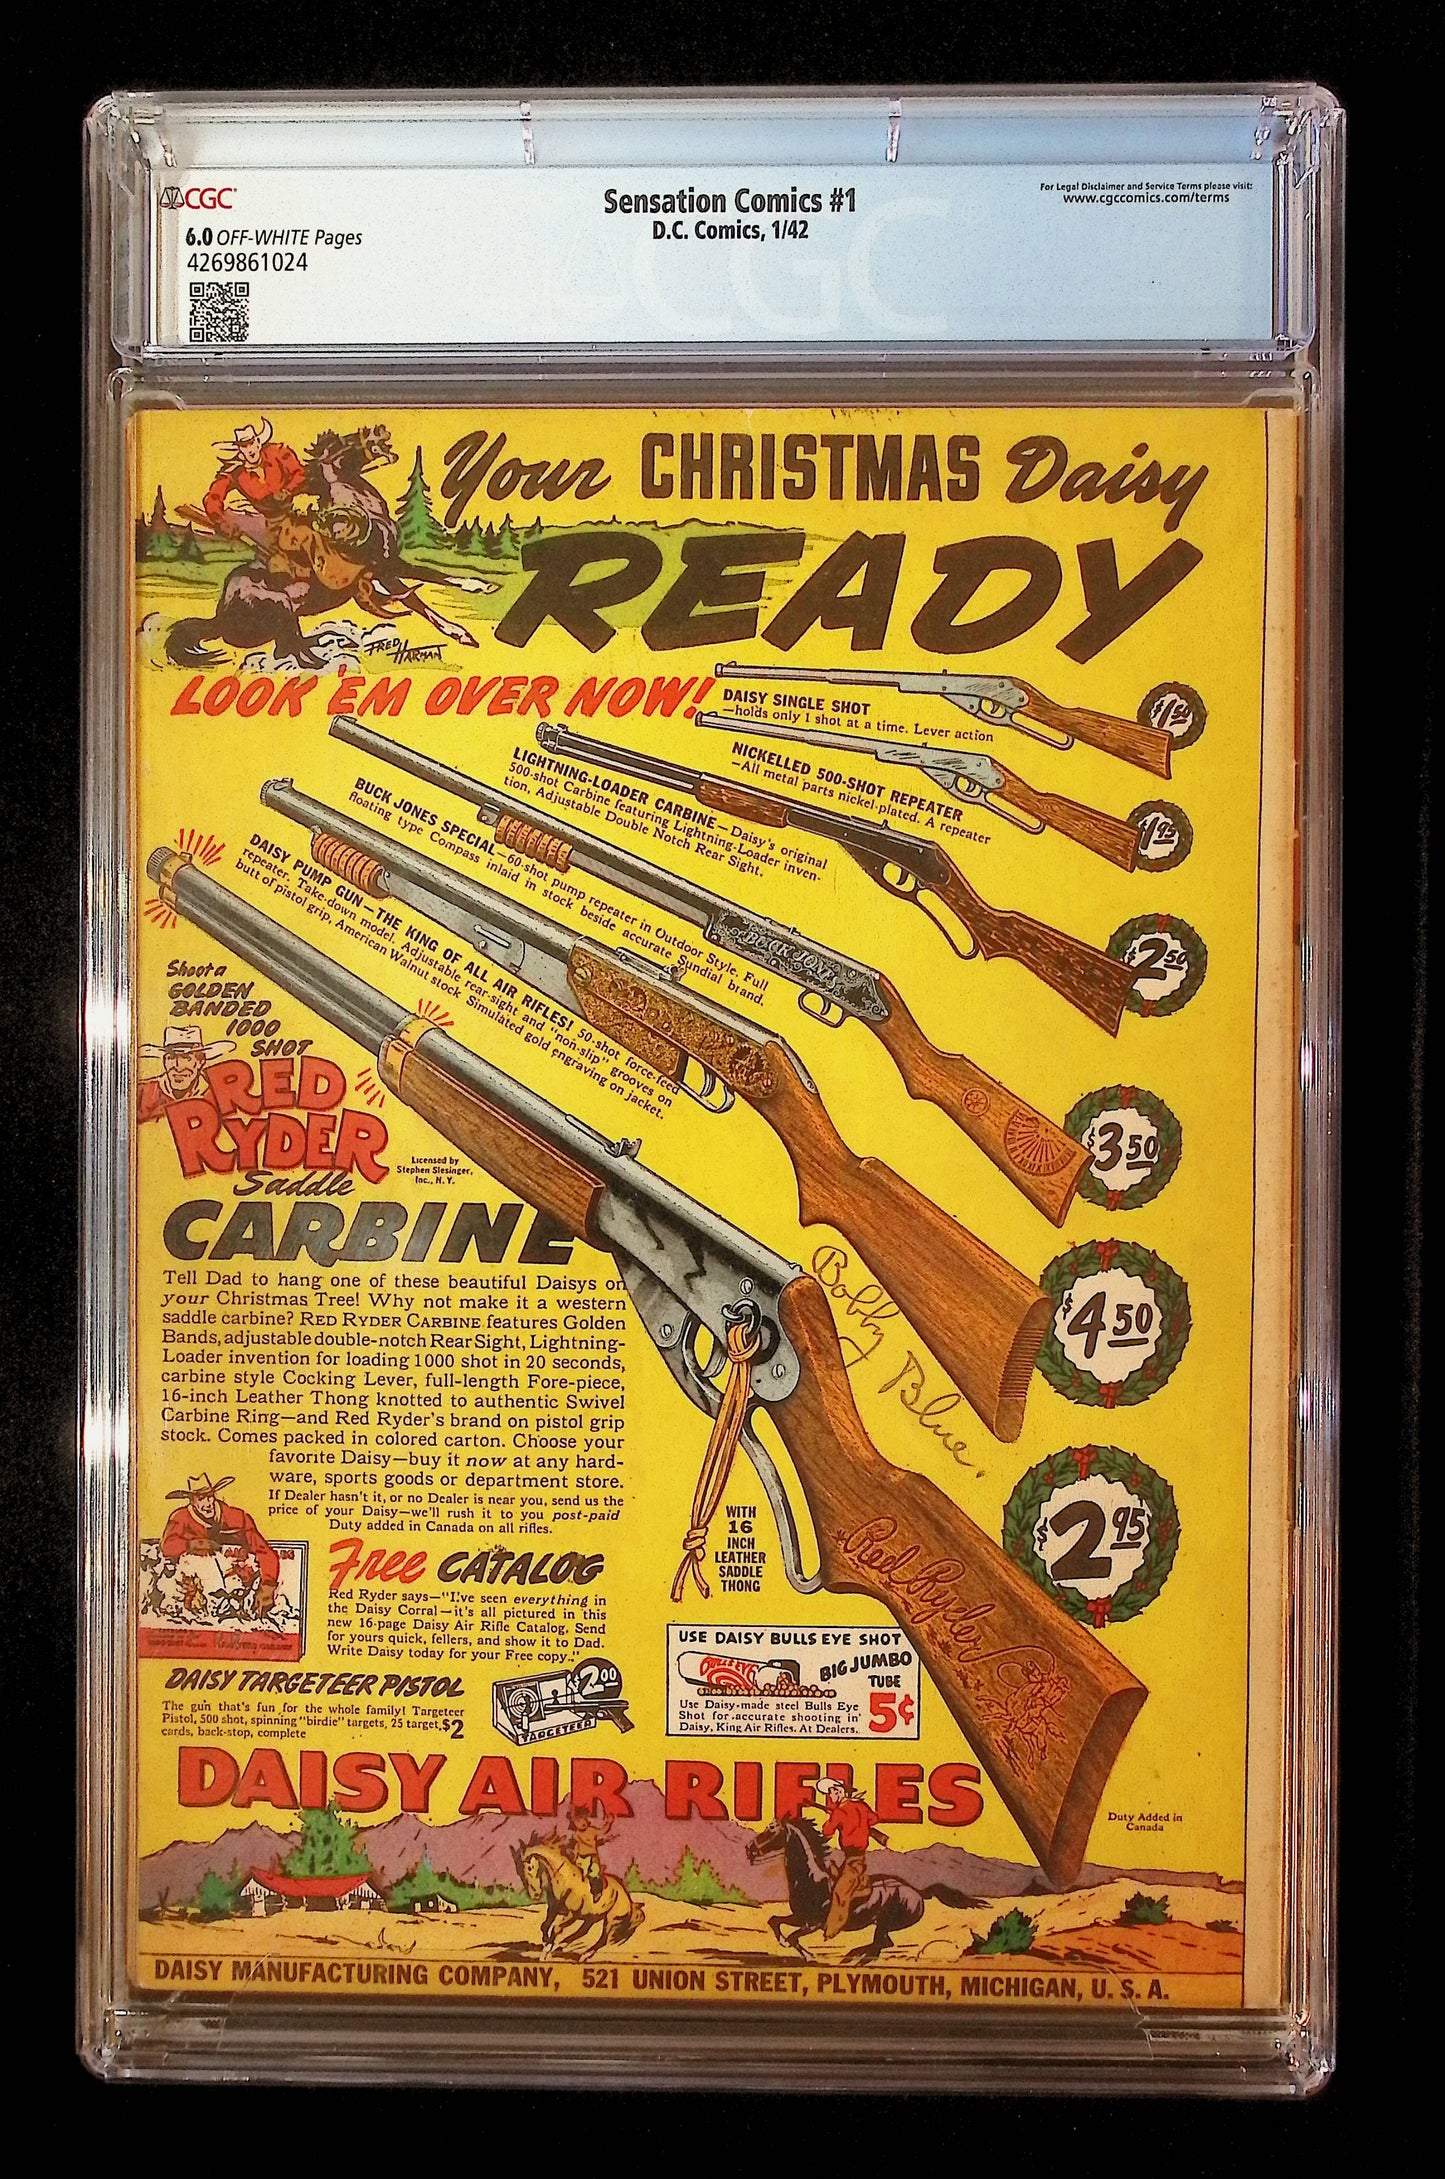 CGC
Sensation Comics #1
D.C. Comics, 1/42
For Legal Disclaimer and Service Terms please visit:
www.cgccomics.com/terms
6.0 OFF-WHITE Pages
4269861024
Your CHRISTMAS Daisy
READY
FRED HARMAN
LOOK 'EM OVER NOW!
DAISY SINGLE SHOT
—holds only 1 shot at a time. Lever action
$1.50
NICKELLED 500-SHOT REPEATER
—All metal parts nickel-plated. A repeater
$1.95
LIGHTNING-LOADER CARBINE—Daisy's original
500-shot Carbine featuring Lightning-Loader inven-
tion, Adjustable Double Notch Rear Sight.
$2.50
BUCK JONES SPECIAL—60-shot pump repeater in Outdoor Style. Full
floating type Compass inlaid in stock beside accurate Sundial brand.
BUCK JONES
$3.50
DAISY PUMP GUN—THE KING OF ALL AIR RIFLES! 50-shot force-feed
repeater. Take-down model, Adjustable rear-sight and "non-slip" grooves on
butt of pistol grip, American Walnut stock Simulated gold engraving on jacket.
$4.50
Shoot a
GOLDEN
BANDED
1000
SHOT
RED
RYDER
Saddle
CARBINE
Licensed by
Stephen Slesinger,
Inc., N. Y.
Tell Dad to hang one of these beautiful Daisys on
your Christmas Tree! Why not make it a western
saddle carbine? RED RYDER CARBINE features Golden
Bands, adjustable double-notch Rear Sight, Lightning-
Loader invention for loading 1000 shot in 20 seconds,
carbine style Cocking Lever, full-length Fore-piece,
16-inch Leather Thong knotted to authentic Swivel
Carbine Ring—and Red Ryder's brand on pistol grip
stock. Comes packed in colored carton. Choose your
favorite Daisy—buy it now at any hard-
ware, sports goods or department store.
If Dealer hasn't it, or no Dealer is near you, send us the
price of your Daisy—we'll rush it to you post-paid
Duty added in Canada on all rifles.
Bobby Blue.
2.95
Red Ryder
WITH
16
INCH
LEATHER
SADDLE
THONG
Free CATALOG
Red Ryder says—"I've seen everything in
the Daisy Corral—it's all pictured in this
new 16-page Daisy Air Rifle Catalog. Send
for yours quick, fellers, and show it to Dad.
Write Daisy today for your Free copy."
DAISY TARGETEER PISTOL
The gun that's fun for the whole family! Targeteer
Pistol, 500 shot, spinning "birdie" targets, 25 target
cards, back-stop, complete $2
$2.00
TARGETEER
USE DAISY BULLS EYE SHOT
BULLS EYE
BIG JUMBO
TUBE
5¢
Use Daisy-made steel Bulls Eye
Shot for accurate shooting in
Daisy, King Air Rifles. At Dealers.
DAISY AIR RIFLES
Duty Added in
Canada
DAISY MANUFACTURING COMPANY, 521 UNION STREET, PLYMOUTH, MICHIGAN, U. S. A.